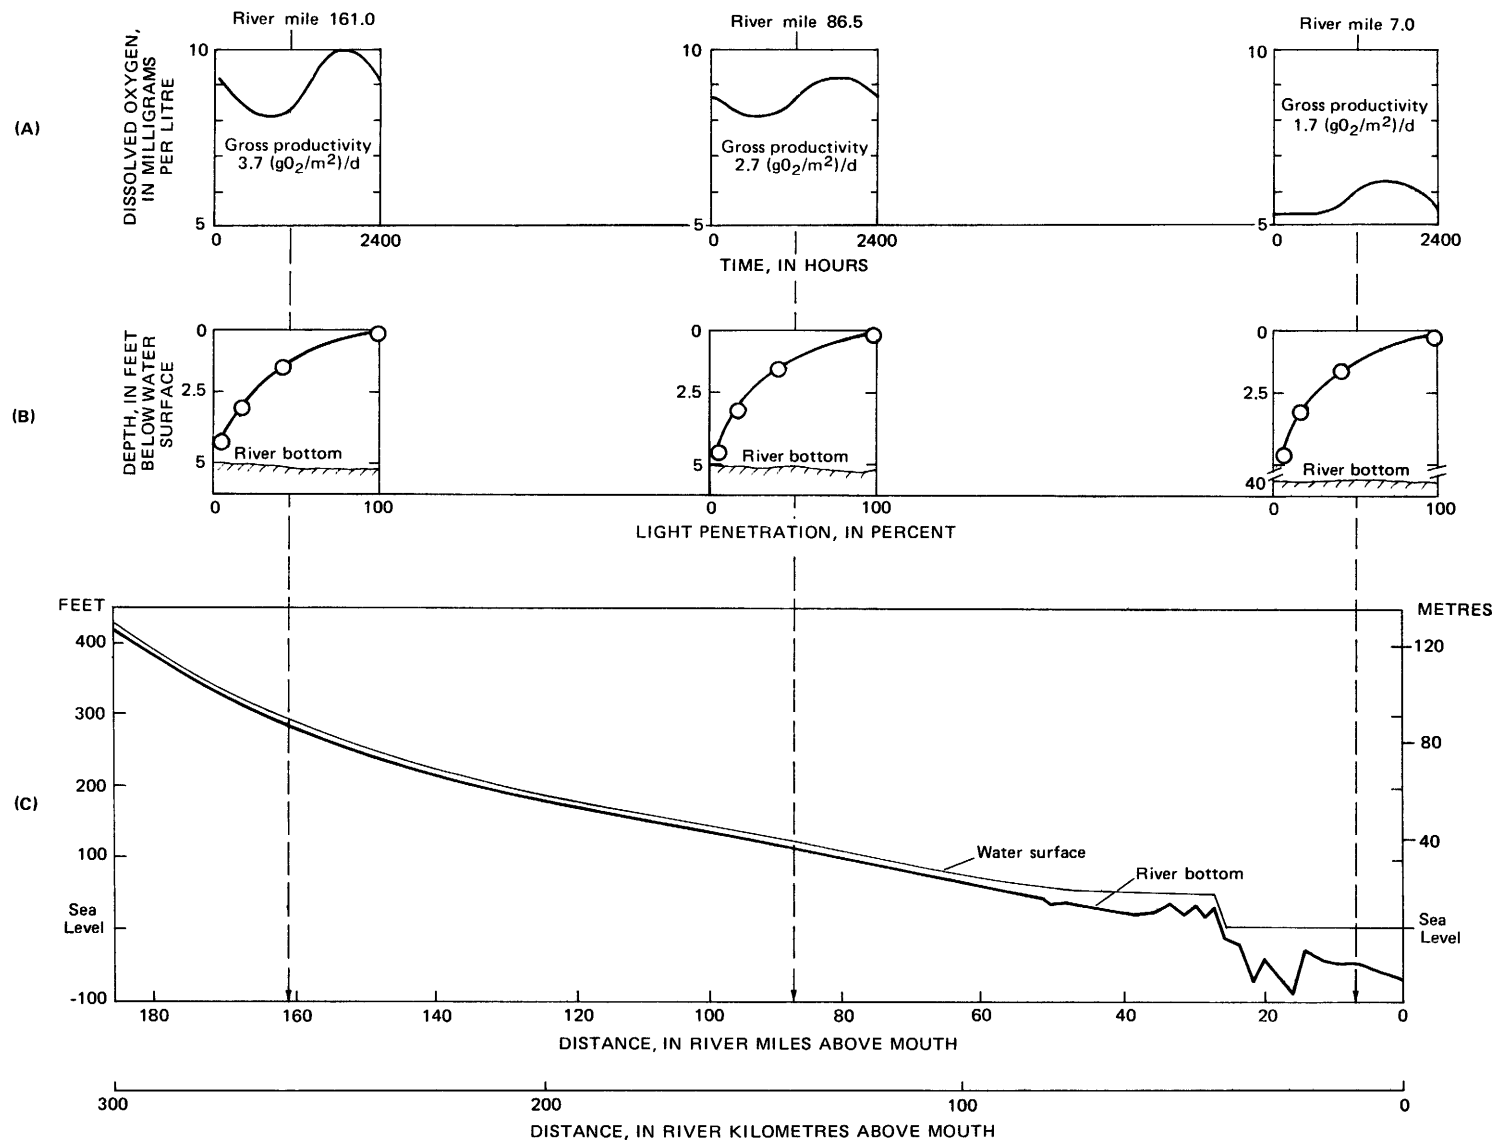 River mile 161.0
River mile 86.5
River mile 7.0
(A)
DISSOLVED OXYGEN,
IN MILLIGRAMS
PER LITRE
10
5
Gross productivity
3.7 (gO₂/m²)/d
0
2400
10
5
Gross productivity
2.7 (gO₂/m²)/d
0
2400
10
5
Gross productivity
1.7 (gO₂/m²)/d
0
2400
TIME, IN HOURS
(B)
DEPTH, IN FEET
BELOW WATER
SURFACE
0
2.5
5
River bottom
0
100
0
2.5
5
River bottom
0
100
0
2.5
40
River bottom
0
100
LIGHT PENETRATION, IN PERCENT
(C)
FEET
400
300
200
100
Sea
Level
-100
METRES
120
80
40
Sea
Level
Water surface
River bottom
180
160
140
120
100
80
60
40
20
0
DISTANCE, IN RIVER MILES ABOVE MOUTH
300
200
100
0
DISTANCE, IN RIVER KILOMETRES ABOVE MOUTH